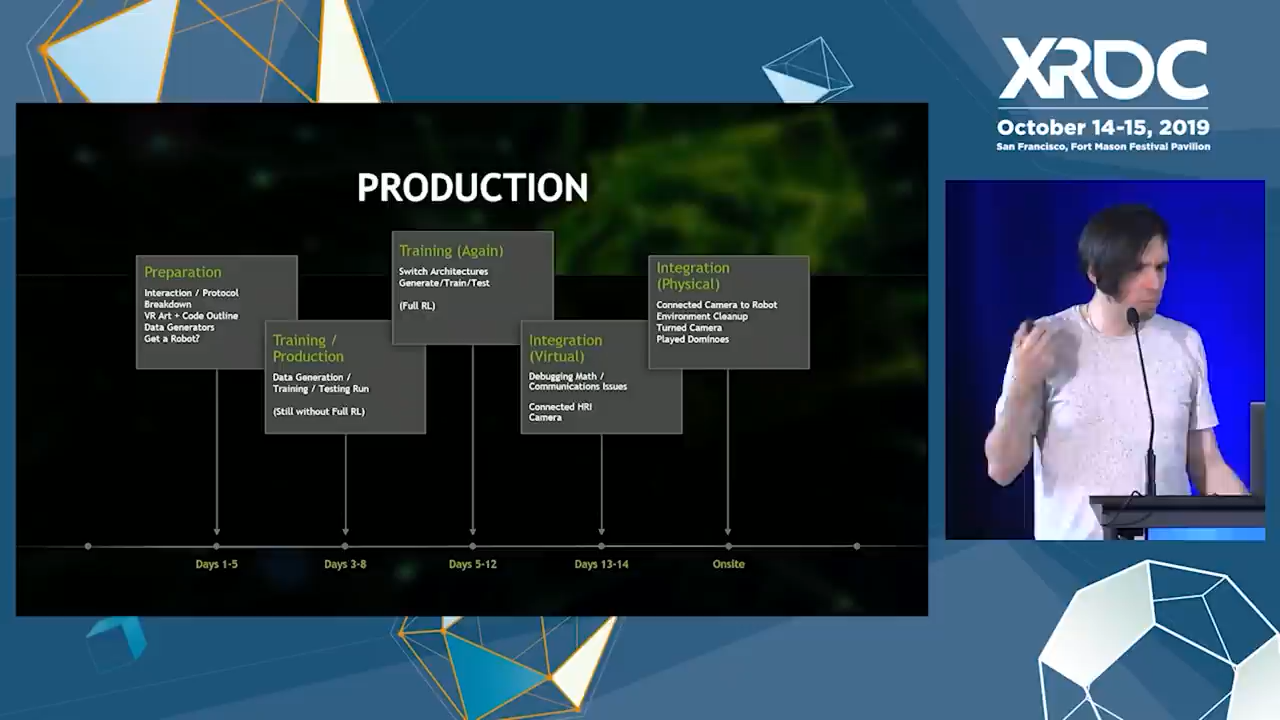 XRDC
October 14-15, 2019
San Francisco, Fort Mason Festival Pavilion
PRODUCTION
Preparation
Interaction / Protocol
Breakdown
VR Art + Code Outline
Data Generators
Get a Robot?
Training /
Production
Data Generation /
Training / Testing Run
(Still without Full RL)
Training (Again)
Switch Architectures
Generate/Train/Test
(Full RL)
Integration
(Virtual)
Debugging Math /
Communications Issues
Connected HRI
Camera
Integration
(Physical)
Connected Camera to Robot
Environment Cleanup
Turned Camera
Played Dominoes
Days 1-5
Days 3-8
Days 5-12
Days 13-14
Onsite